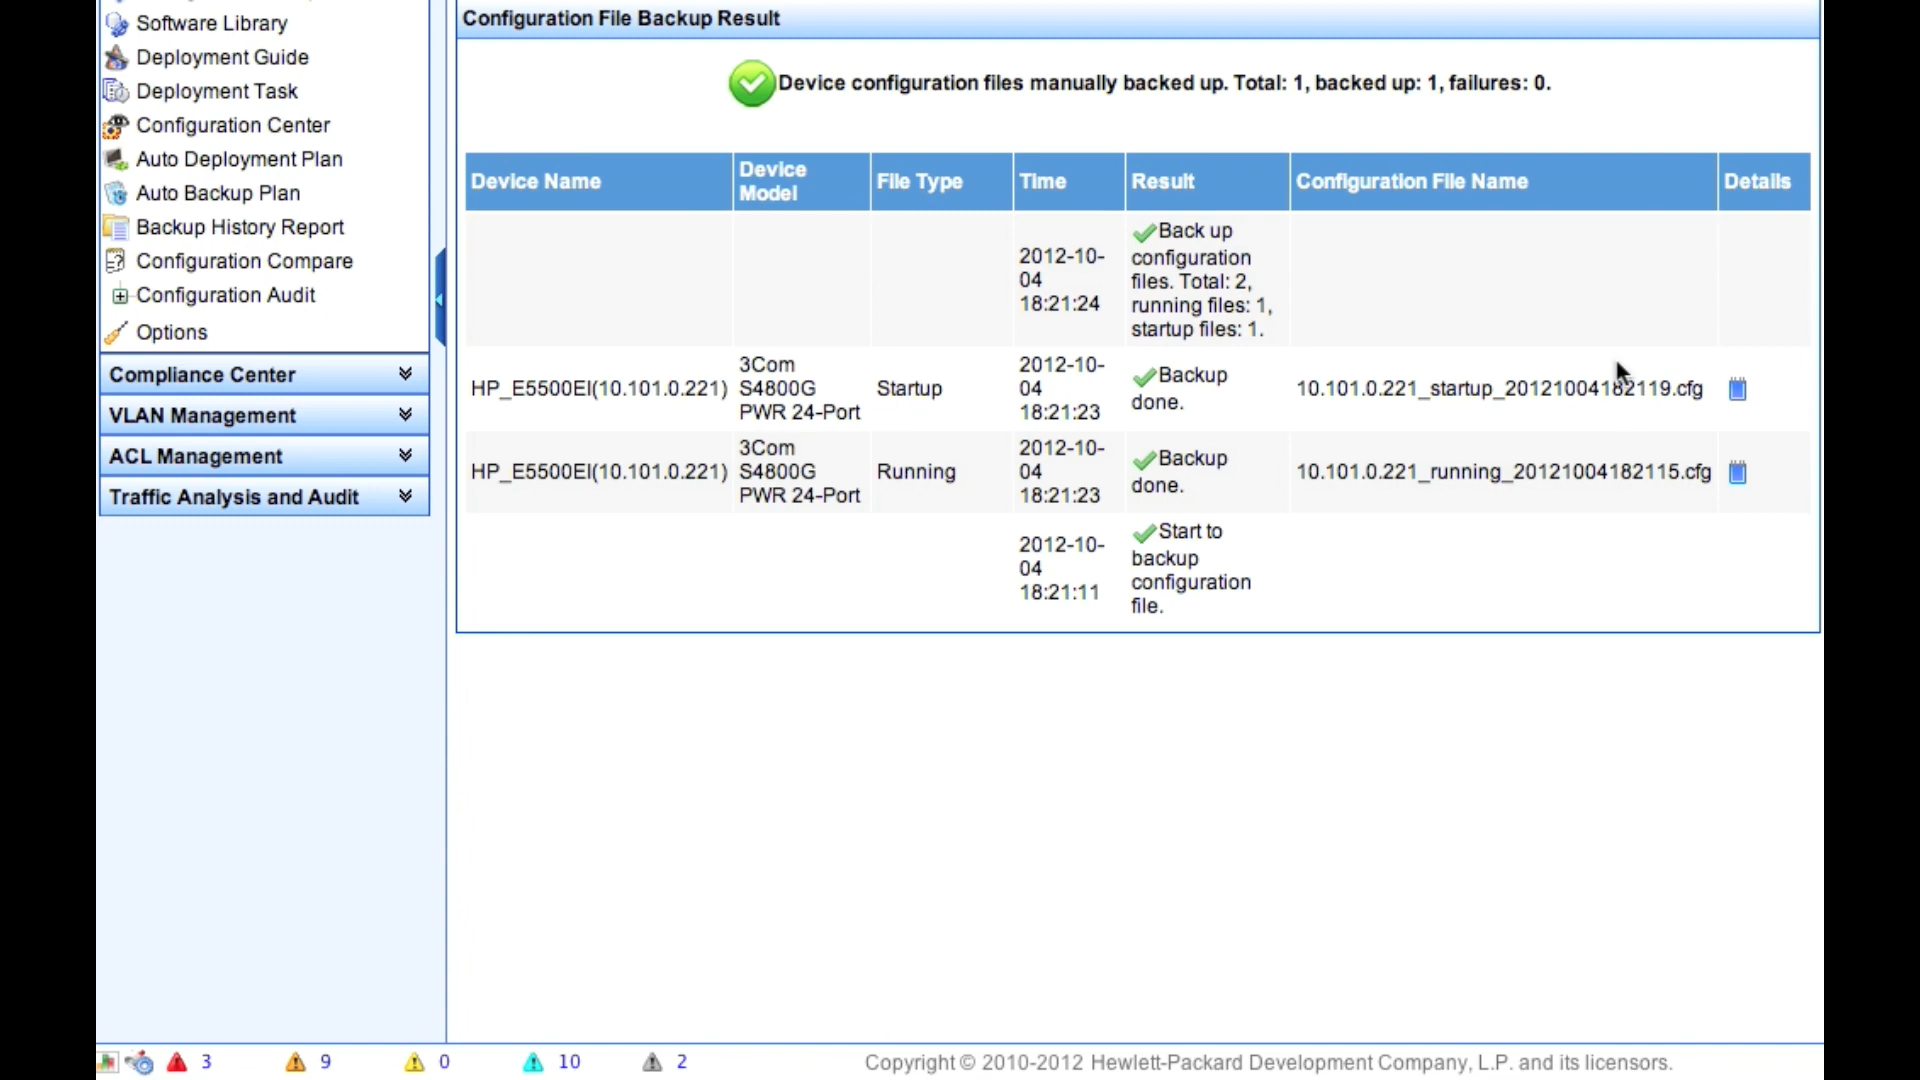 Software Library
Deployment Guide
Deployment Task
Configuration Center
Auto Deployment Plan
Auto Backup Plan
Backup History Report
Configuration Compare
Configuration Audit
Options
Compliance Center
VLAN Management
ACL Management
Traffic Analysis and Audit
Configuration File Backup Result
Device configuration files manually backed up. Total: 1, backed up: 1, failures: 0.
Device Name
Device
Model
File Type
Time
Result
Configuration File Name
Details
2012-10-
04
18:21:24
Back up
configuration
files. Total: 2,
running files: 1,
startup files: 1.
HP_E5500EI(10.101.0.221)
3Com
S4800G
PWR 24-Port
Startup
2012-10-
04
18:21:23
Backup
done.
10.101.0.221_startup_20121004182119.cfg
HP_E5500EI(10.101.0.221)
3Com
S4800G
PWR 24-Port
Running
2012-10-
04
18:21:23
Backup
done.
10.101.0.221_running_20121004182115.cfg
2012-10-
04
18:21:11
Start to
backup
configuration
file.
3 9 0 10 2
Copyright © 2010-2012 Hewlett-Packard Development Company, L.P. and its licensors.